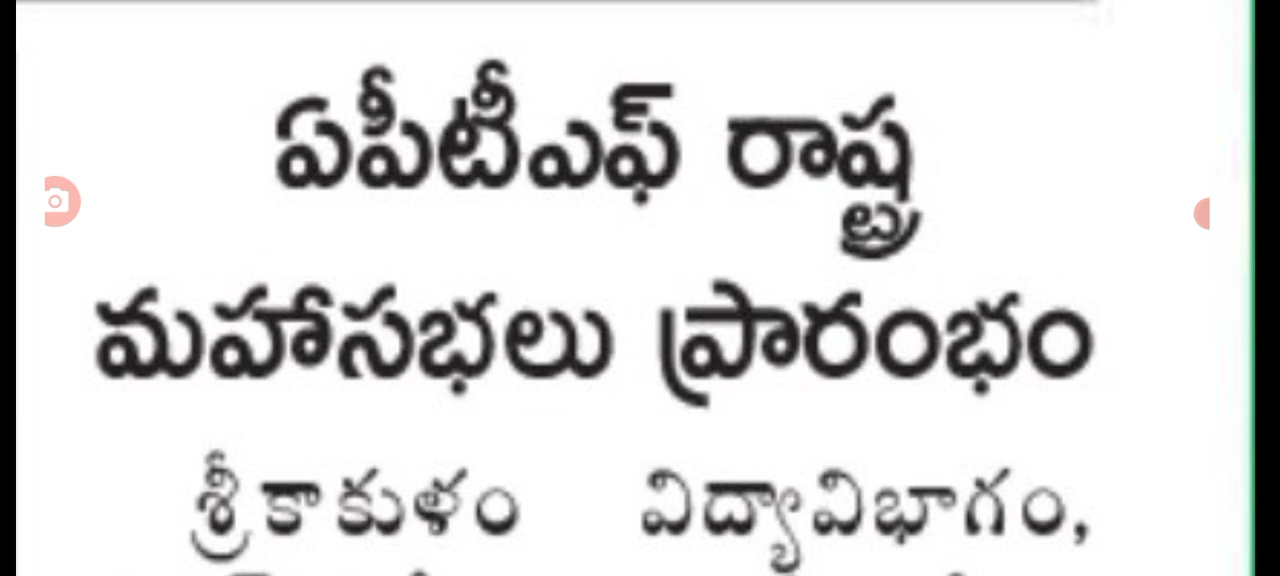 ఏపీటీఎఫ్ రాష్ట్ర
మహాసభలు ప్రారంభం
శ్రీకాకుళం విద్యావిభాగం,